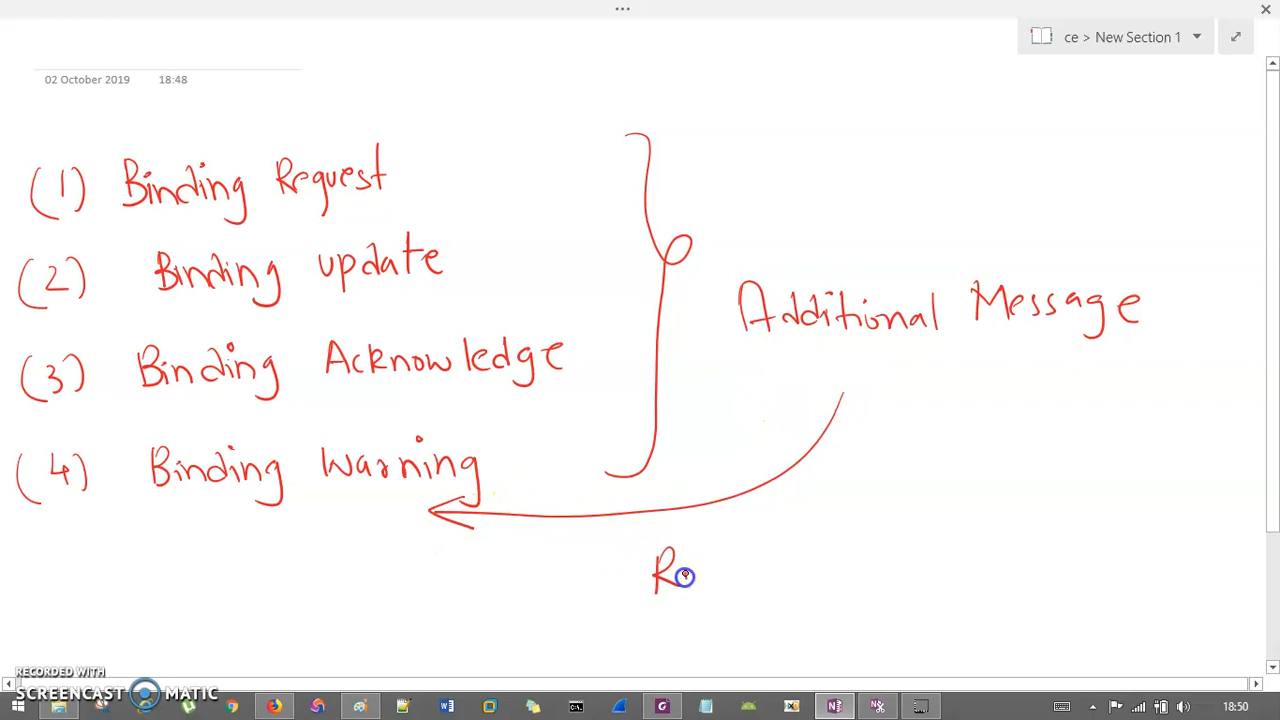 ...
ce > New Section 1
02 October 2019 18:48
(1) Binding Request
(2) Binding update
(3) Binding Acknowledge
(4) Binding Warning
Additional Message
R
RECORDED WITH
SCREENCAST MATIC
18:50